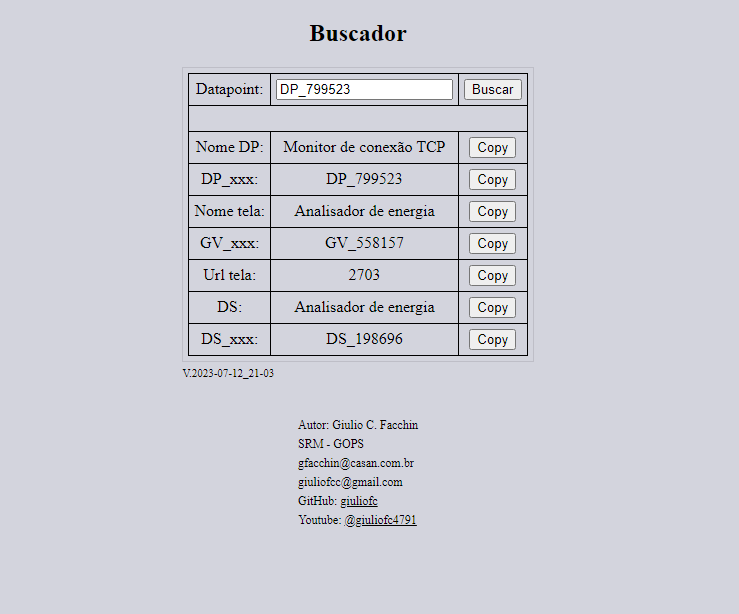 Buscador
Datapoint: DP_799523 Buscar
Nome DP: Monitor de conexão TCP Copy
DP_xxx: DP_799523 Copy
Nome tela: Analisador de energia Copy
GV_xxx: GV_558157 Copy
Url tela: 2703 Copy
DS: Analisador de energia Copy
DS_xxx: DS_198696 Copy
V.2023-07-12_21-03
Autor: Giulio C. Facchin
SRM - GOPS
gfacchin@casan.com.br
giuliofcc@gmail.com
GitHub: giuliofc
Youtube: @giuliofc4791